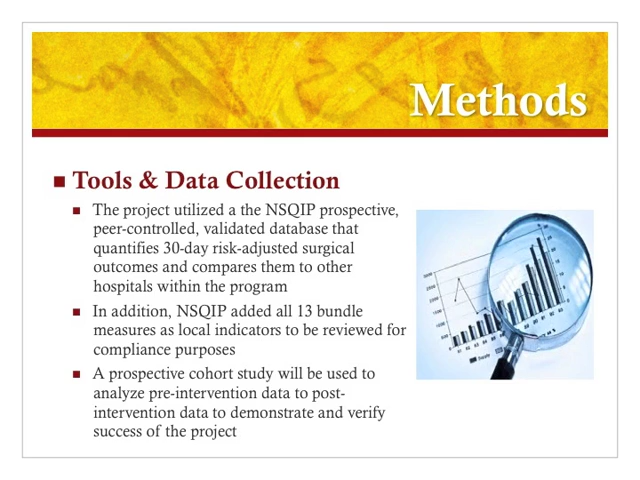 Methods
Tools & Data Collection
The project utilized a the NSQIP prospective,
peer-controlled, validated database that
quantifies 30-day risk-adjusted surgical
outcomes and compares them to other
hospitals within the program
In addition, NSQIP added all 13 bundle
measures as local indicators to be reviewed for
compliance purposes
A prospective cohort study will be used to
analyze pre-intervention data to post-
intervention data to demonstrate and verify
success of the project